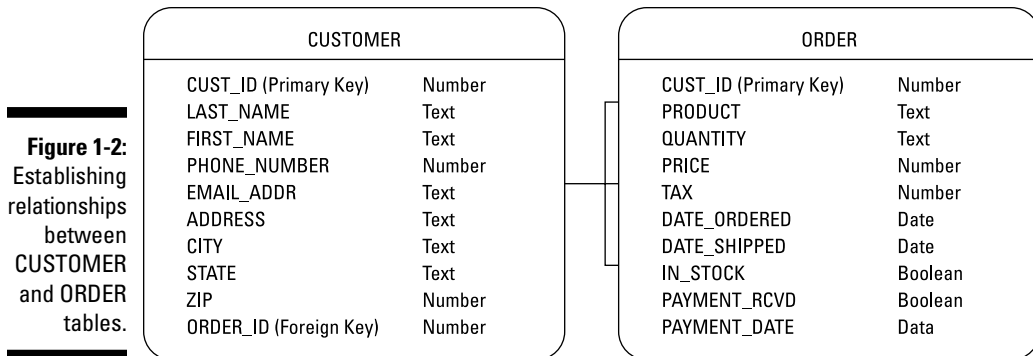 Figure 1-2:
Establishing
relationships
between
CUSTOMER
and ORDER
tables.
CUSTOMER
CUST_ID (Primary Key) Number
LAST_NAME Text
FIRST_NAME Text
PHONE_NUMBER Number
EMAIL_ADDR Text
ADDRESS Text
CITY Text
STATE Text
ZIP Number
ORDER_ID (Foreign Key) Number
ORDER
CUST_ID (Primary Key) Number
PRODUCT Text
QUANTITY Text
PRICE Number
TAX Number
DATE_ORDERED Date
DATE_SHIPPED Date
IN_STOCK Boolean
PAYMENT_RCVD Boolean
PAYMENT_DATE Data